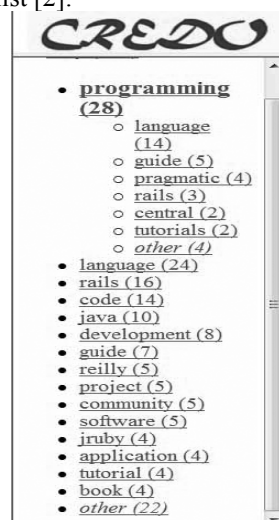 ist [2].
CREDO
programming
(28)
language
(14)
guide (5)
pragmatic (4)
rails (3)
central (2)
tutorials (2)
other (4)
language (24)
rails (16)
code (14)
java (10)
development (8)
guide (7)
reilly (5)
project (5)
community (5)
software (5)
jruby (4)
application (4)
tutorial (4)
book (4)
other (22)